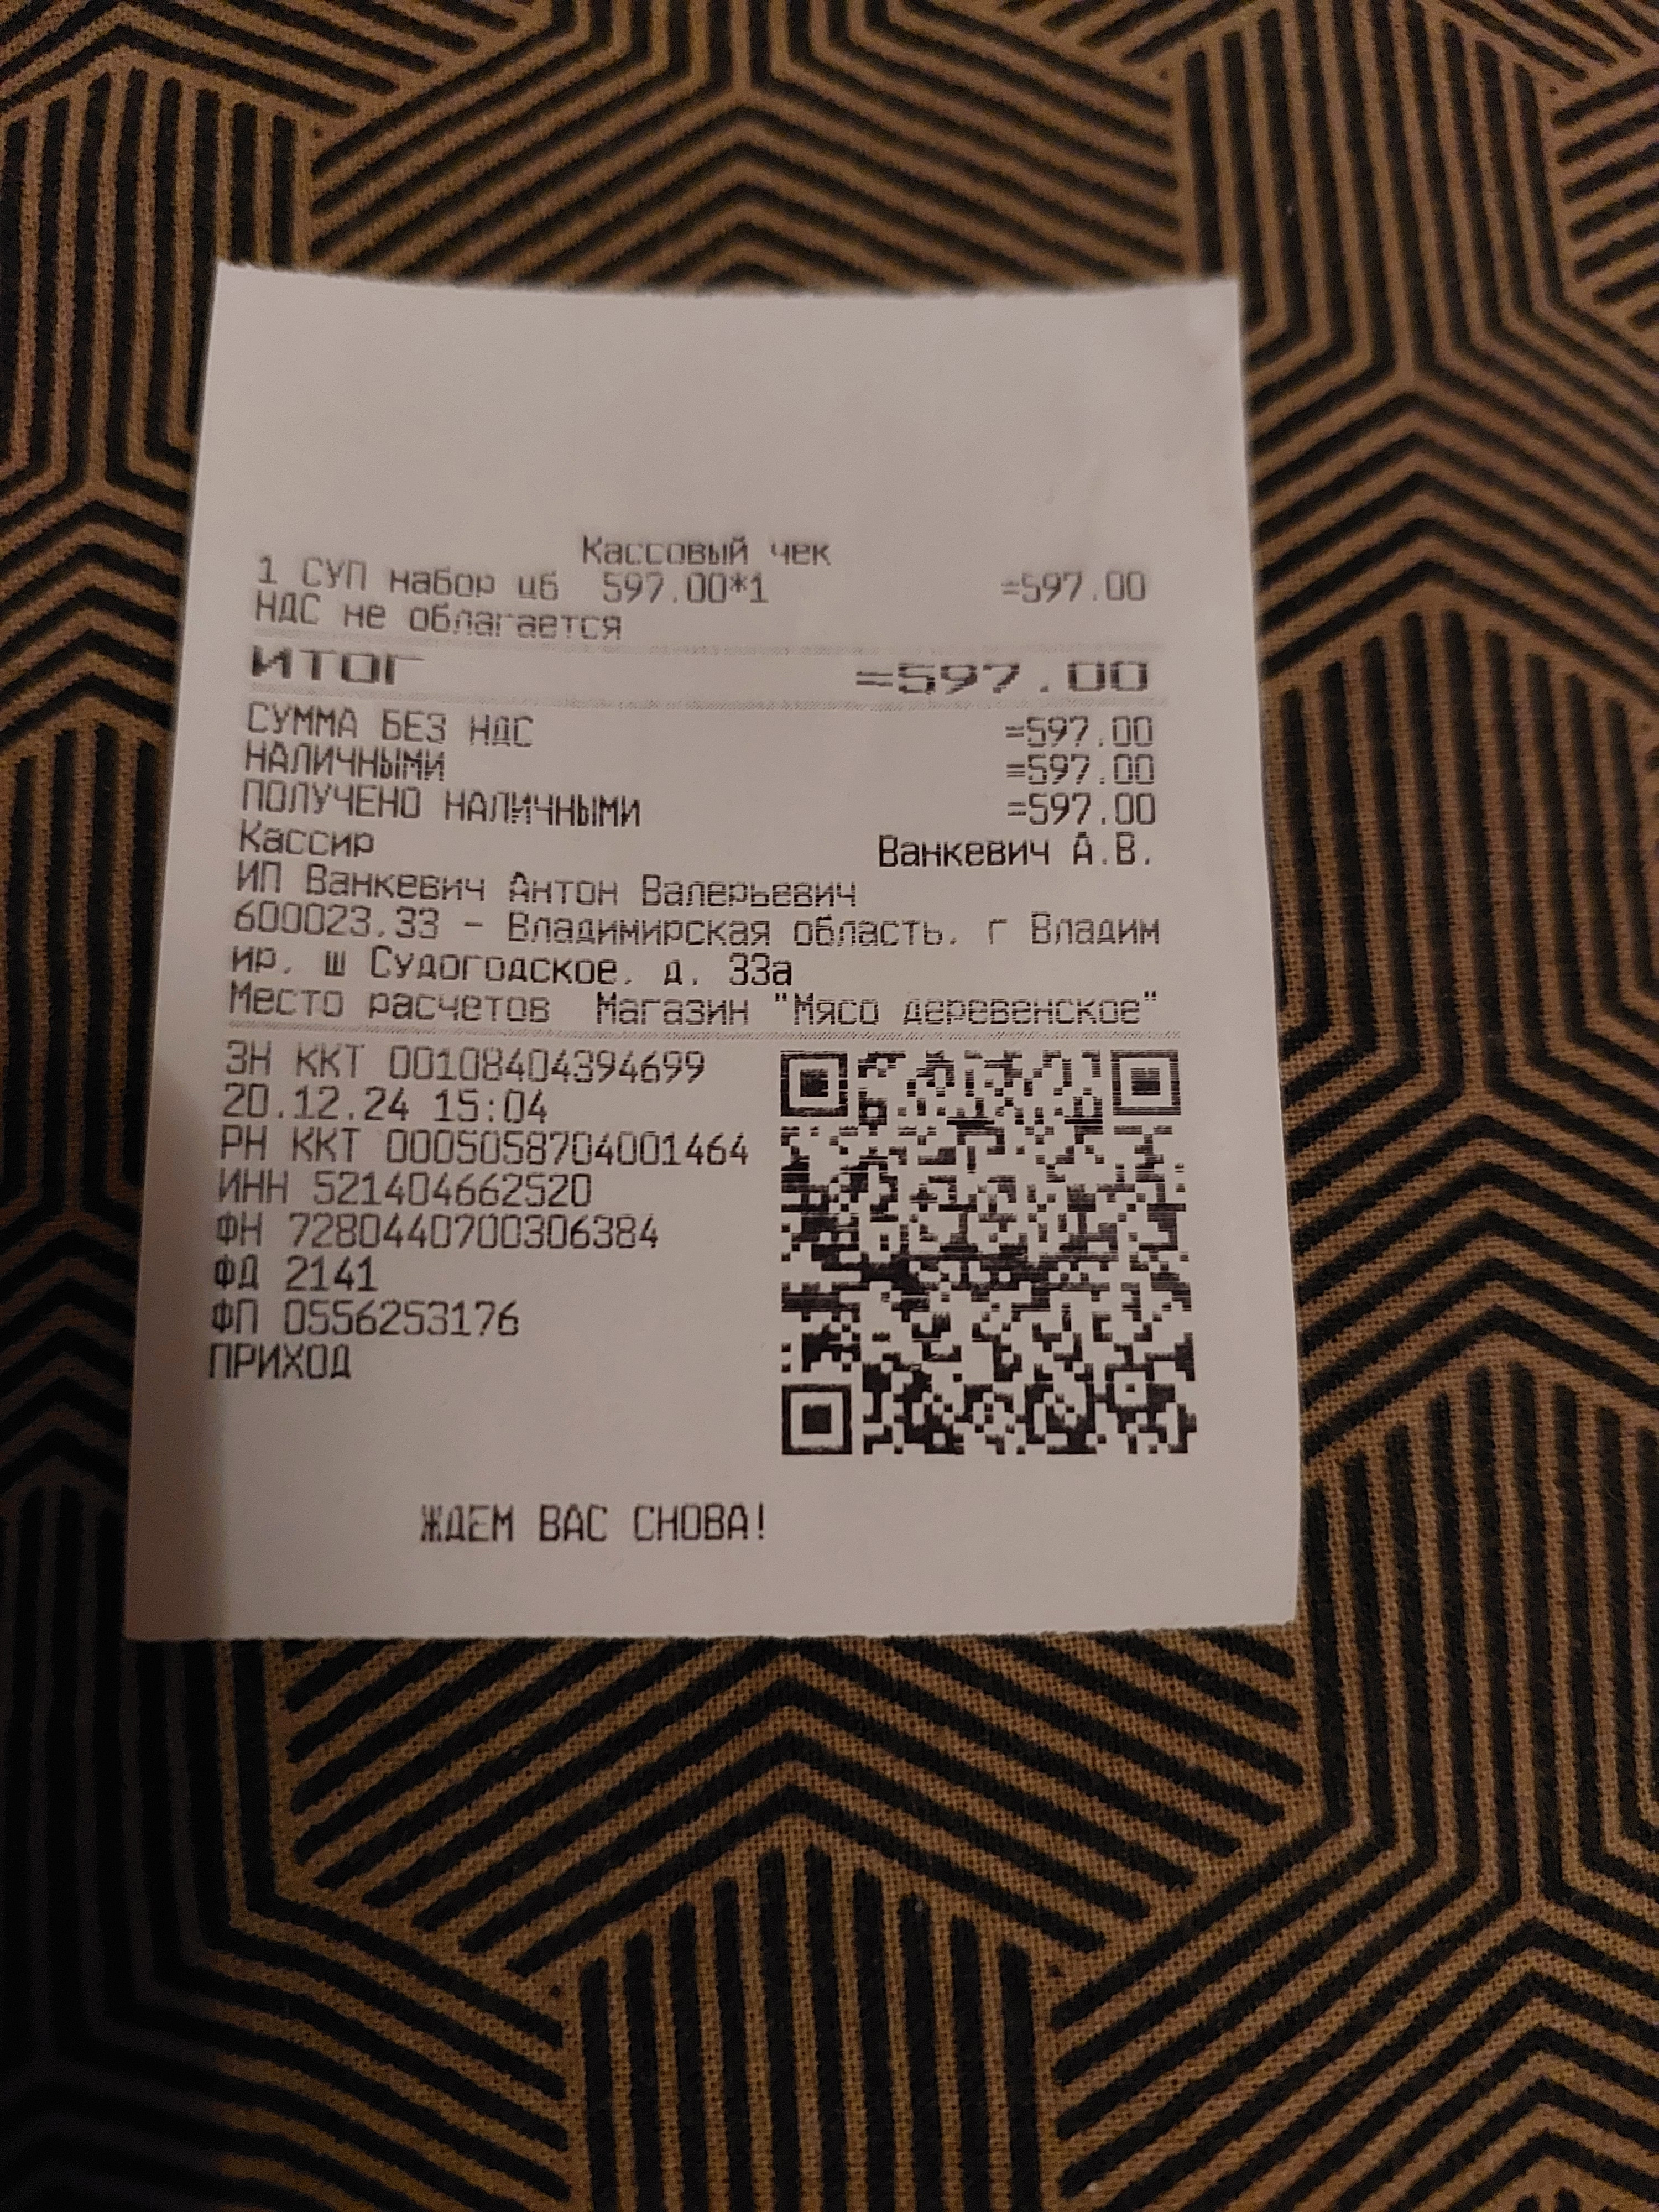 Кассовый чек
1 СУП набор цб 597.00*1 =597.00
НДС не облагается
ИТОГ =597.00
СУММА БЕЗ НДС =597.00
НАЛИЧНЫМИ =597.00
ПОЛУЧЕНО НАЛИЧНЫМИ =597.00
Кассир Ванкевич А.В.
ИП Ванкевич Антон Валерьевич
600023,33 - Владимирская область, г Владим
ир, ш Судогодское, д. 33а
Место расчетов Магазин "Мясо деревенское"
ЗН ККТ 00108404394699
20.12.24 15:04
РН ККТ 0005058704001464
ИНН 521404662520
ФН 7280440700306384
ФД 2141
ФП 0556253176
ПРИХОД
ЖДЕМ ВАС СНОВА!